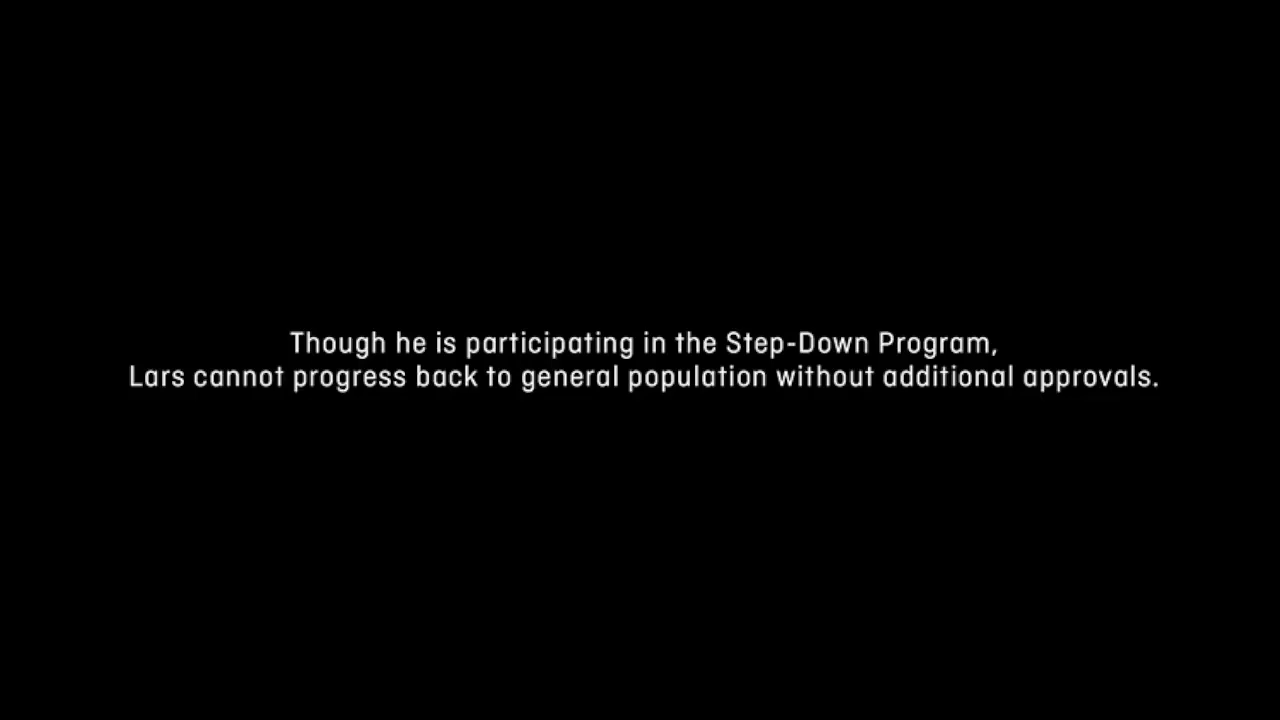 Though he is participating in the Step-Down Program,
Lars cannot progress back to general population without additional approvals.